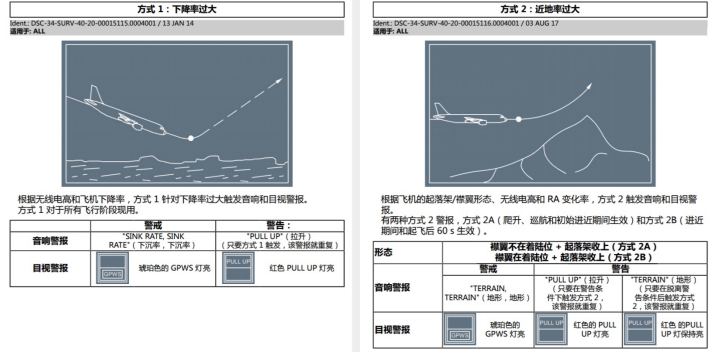 方式 1：下降率过大
Ident.: DSC-34-SURV-40-20-00015115.0004001 / 13 JAN 14
适用于: ALL
根据无线电高和飞机下降率，方式 1 针对下降率过大触发音响和目视警报。
方式 1 对于所有飞行阶段现用。
警戒
警告：
音响警报
"SINK RATE, SINK
RATE"（下沉率，下沉率）
"PULL UP"（拉升）
（只要方式 1 触发，该警报就重复）
目视警报
PULL UP
GPWS
琥珀色的 GPWS 灯亮
PULL UP
红色 PULL UP 灯亮
方式 2：近地率过大
Ident.: DSC-34-SURV-40-20-00015116.0004001 / 03 AUG 17
适用于: ALL
根据飞机的起落架/襟翼形态、无线电高和 RA 变化率，方式 2 触发音响和目视警
报。
有两种方式 2 警报，方式 2A（爬升、巡航和初始进近期间生效）和方式 2B（进近
期间和起飞后 60 s 生效）。
形态
襟翼不在着陆位 + 起落架收上（方式 2A）
襟翼在着陆位 + 起落架收上（方式 2B）
警戒
警告
音响警报
"TERRAIN,
TERRAIN"（地形，地形）
"PULL UP"（拉升）
（只要在警告条
件下触发方式 2，
该警报就重复）
"TERRAIN"（地形）
（只要在脱离警
告条件后触发方式
2，该警报就重复）
目视警报
GPWS
琥珀色的
GPWS 灯亮
PULL UP
红色的 PULL
UP 灯亮
PULL UP
红色 的PULL
UP 灯保持亮